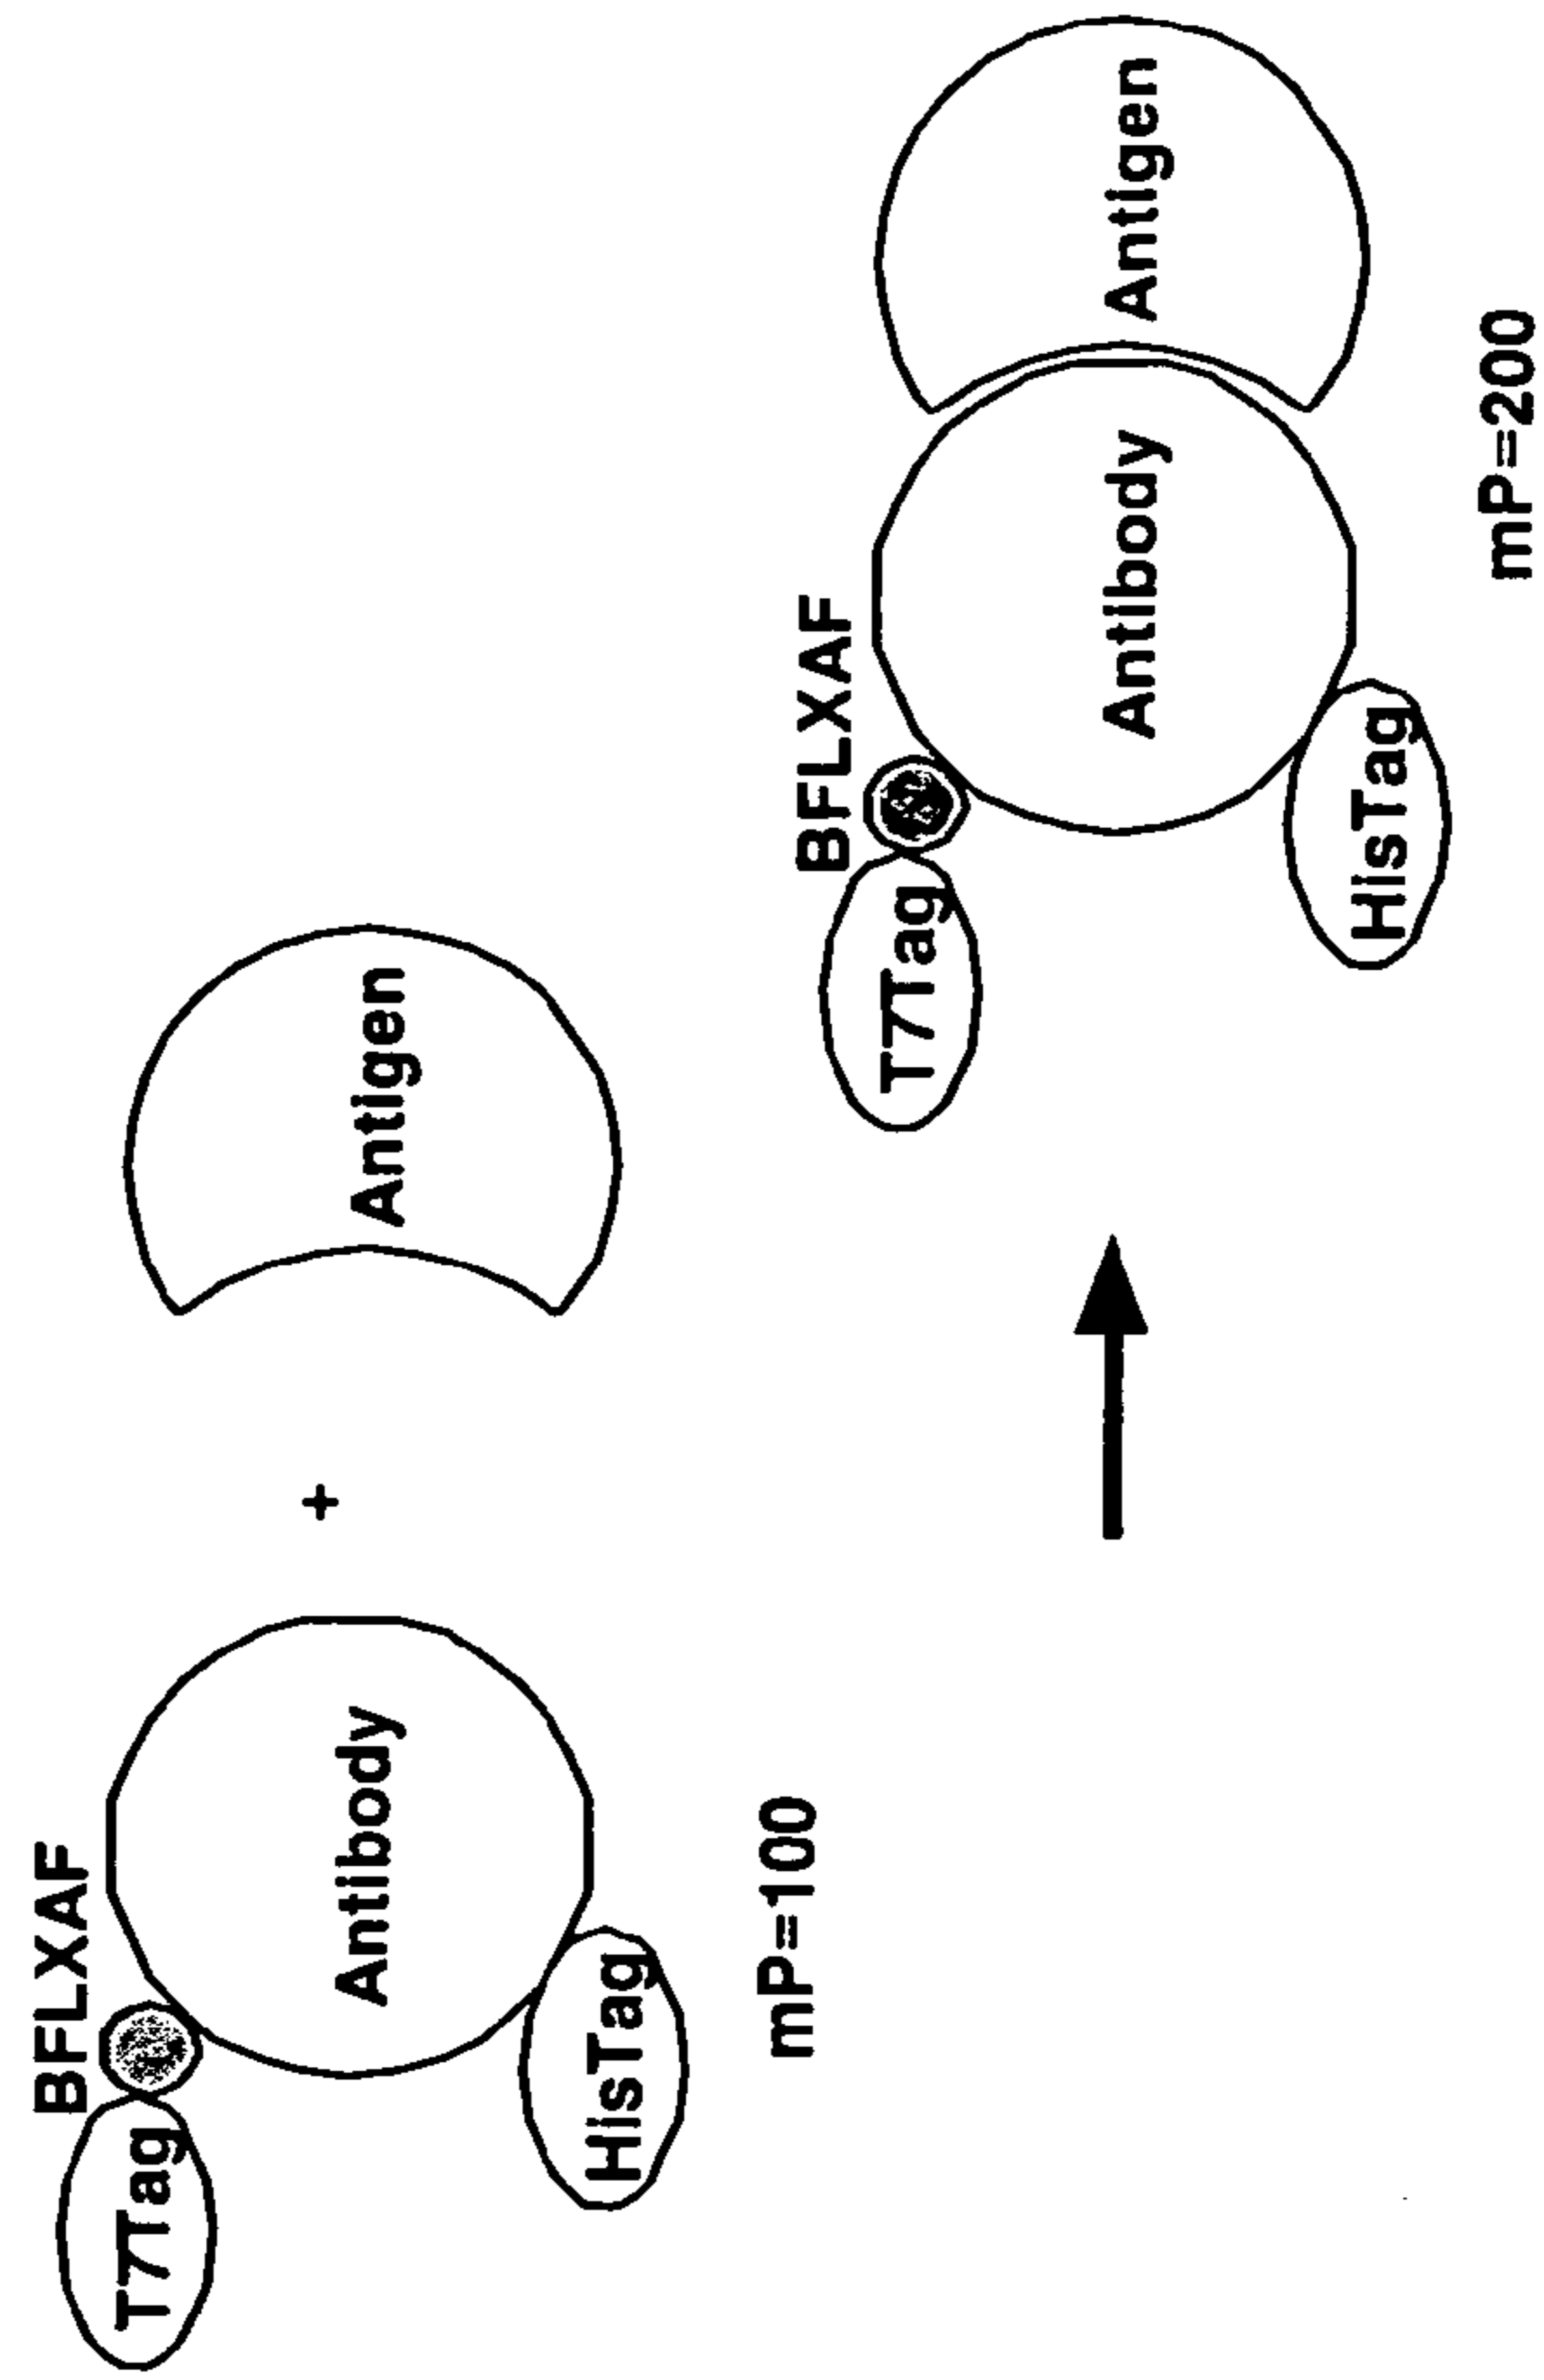 BFLXAF
T7Tag
Antibody
HisTag
mP=100
+
Antigen
BFLXAF
T7Tag
Antibody
Antigen
HisTag
mP=200